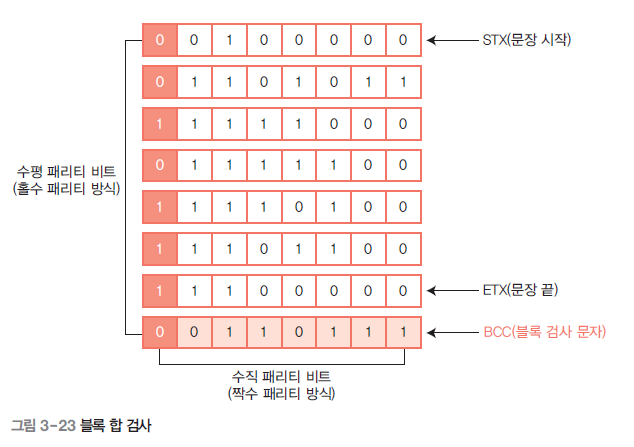 0 0 1 0 0 0 0 0 STX(문장 시작)
0 1 1 0 1 0 1 1
1 1 1 1 1 0 0 0
0 1 1 1 1 1 0 0
수평 패리티 비트
(홀수 패리티 방식)
1 1 1 1 0 1 0 0
1 1 1 0 1 1 0 0
1 1 1 0 0 0 0 0 ETX(문장 끝)
0 0 1 1 0 1 1 1 BCC(블록 검사 문자)
수직 패리티 비트
(짝수 패리티 방식)
그림 3-23 블록 합 검사